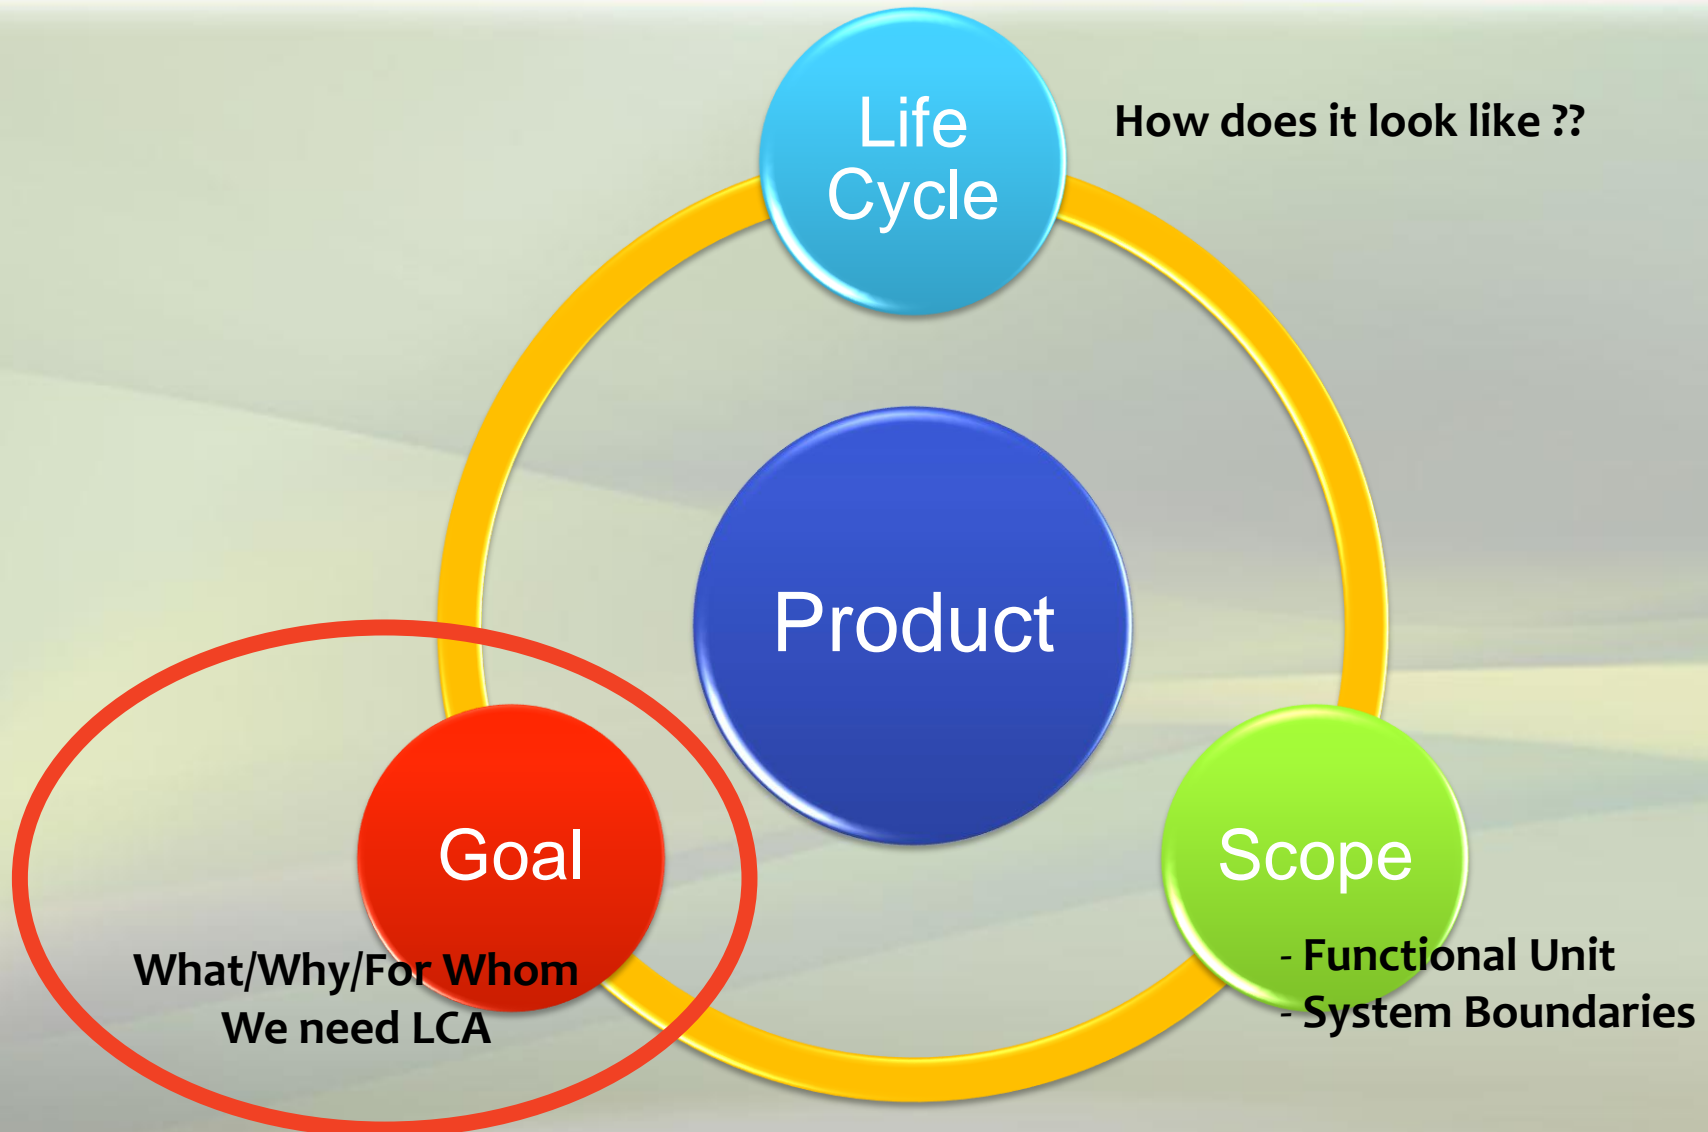 Life
Cycle
How does it look like ??
Product
Goal
What/Why/For Whom
We need LCA
Scope
- Functional Unit
- System Boundaries